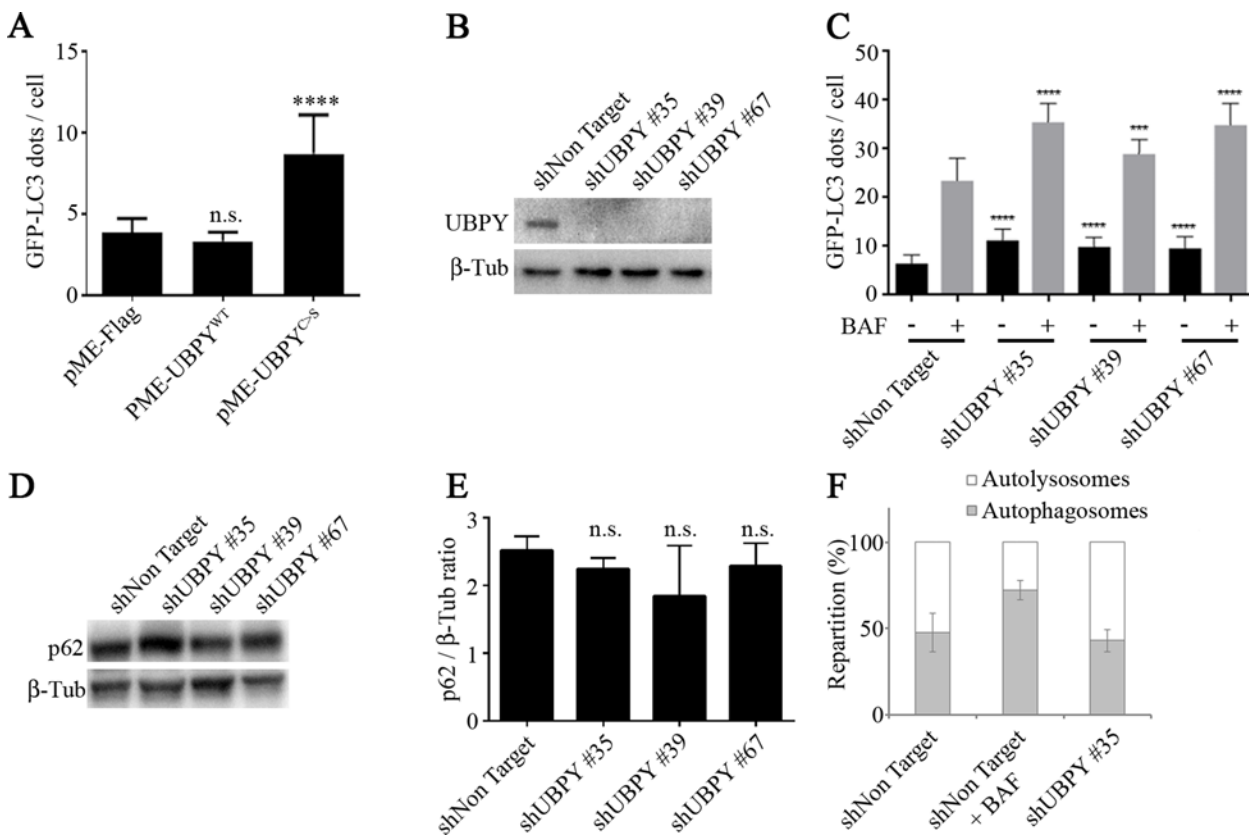 A
GFP-LC3 dots / cell
15
10
5
0
n.s.
****
pME-Flag
PME-UBPYWT
pME-UBPYC>S
B
shNon Target
shUBPY #35
shUBPY #39
shUBPY #67
UBPY
β-Tub
C
GFP-LC3 dots / cell
50
40
30
20
10
0
**** **** **** *** **** ****
BAF - + - + - + - +
shNon Target
shUBPY #35
shUBPY #39
shUBPY #67
D
shNon Target
shUBPY #35
shUBPY #39
shUBPY #67
p62
β-Tub
E
p62 / β-Tub ratio
3
2
1
0
n.s. n.s. n.s.
shNon Target
shUBPY #35
shUBPY #39
shUBPY #67
F
Autolysosomes
Autophagosomes
Repartition (%)
100
50
0
shNon Target
shNon Target
+ BAF
shUBPY #35